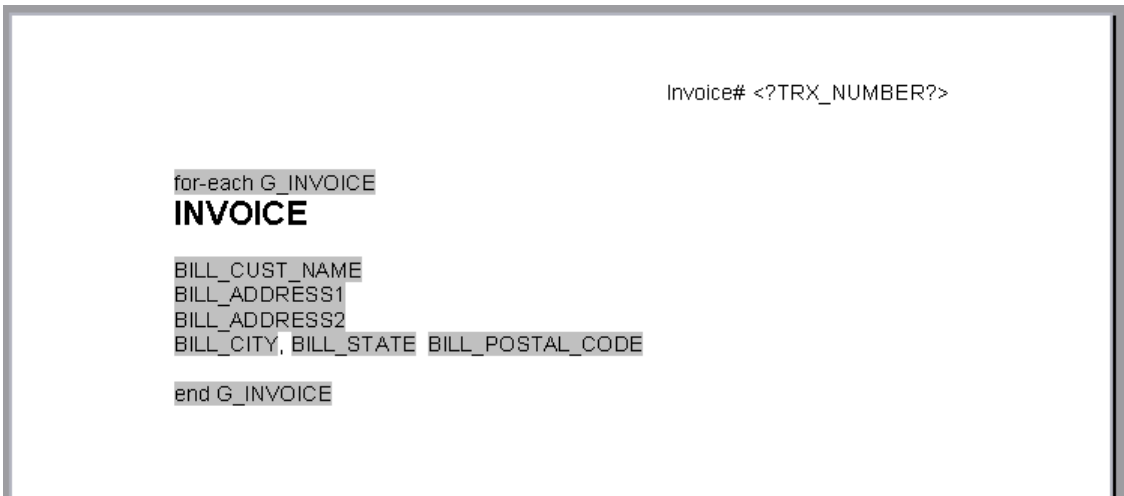 Invoice# <?TRX_NUMBER?>
for-each G_INVOICE
INVOICE
BILL_CUST_NAME
BILL_ADDRESS1
BILL_ADDRESS2
BILL_CITY, BILL_STATE BILL_POSTAL_CODE
end G_INVOICE